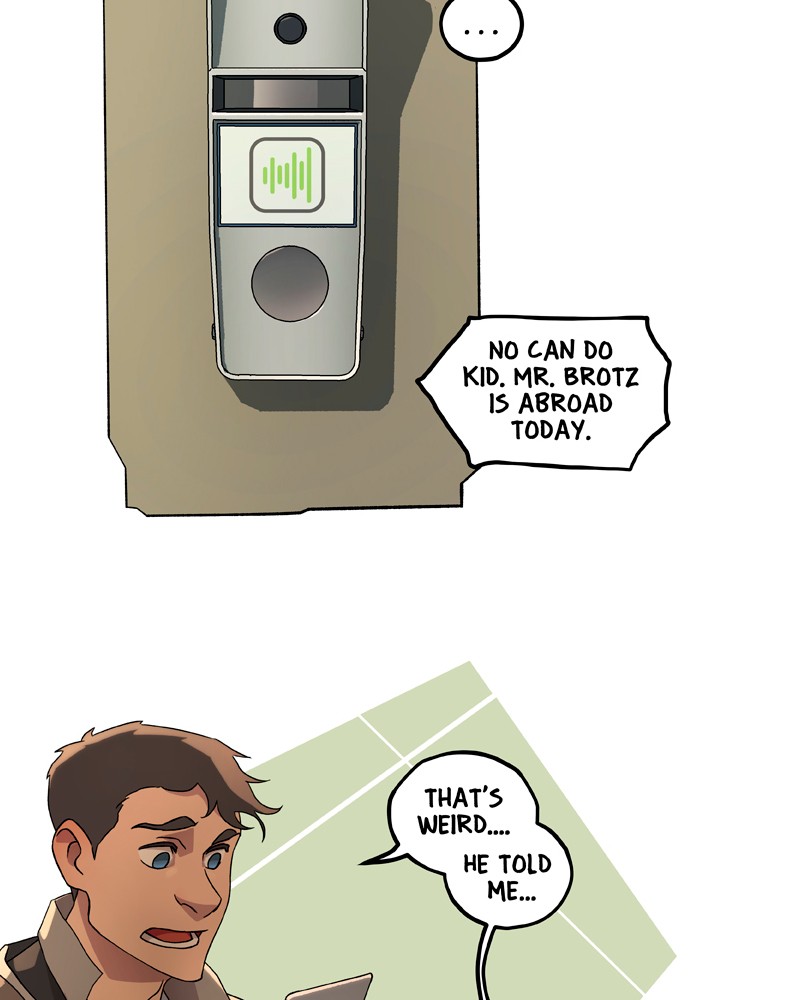 ...
NO CAN DO
KID. MR. BROTZ
IS ABROAD
TODAY.
THAT'S
WEIRD....
HE TOLD
ME...